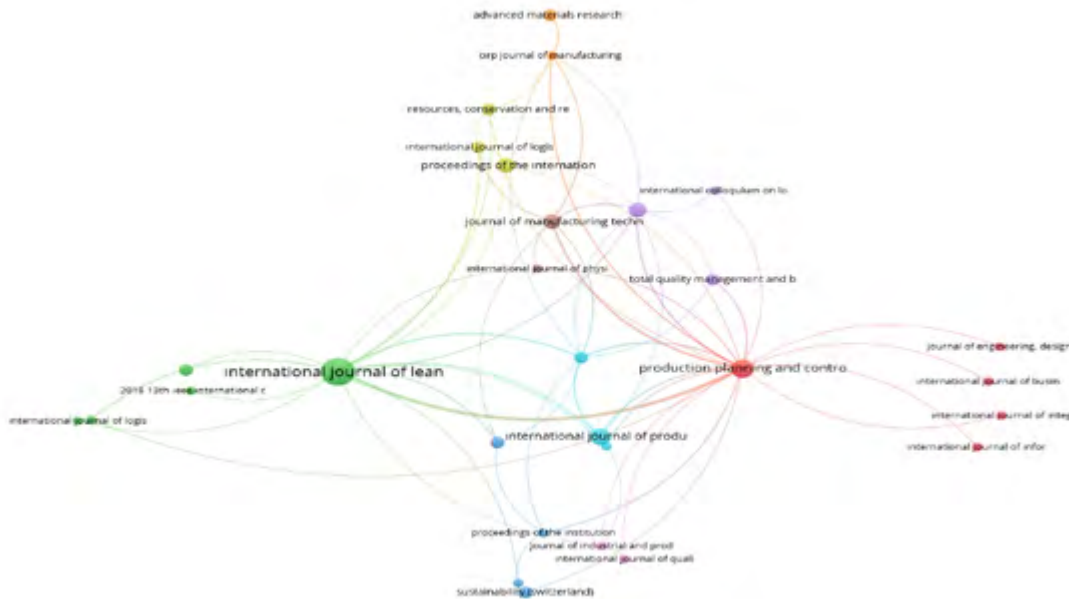 advanced materials research
cirp journal of manufacturing
resources, conservation and re
international journal of logis
proceedings of the internation
international colloquium on lo
journal of manufacturing techn
international journal of physi
total quality management and b
journal of engineering, design
international journal of lean
production planning and contro
international journal of busin
2019 13th ieee international c
international journal of logis
international journal of integ
international journal of produ
international journal of infor
proceedings of the institution
journal of industrial and prod
international journal of quali
sustainability (switzerland)